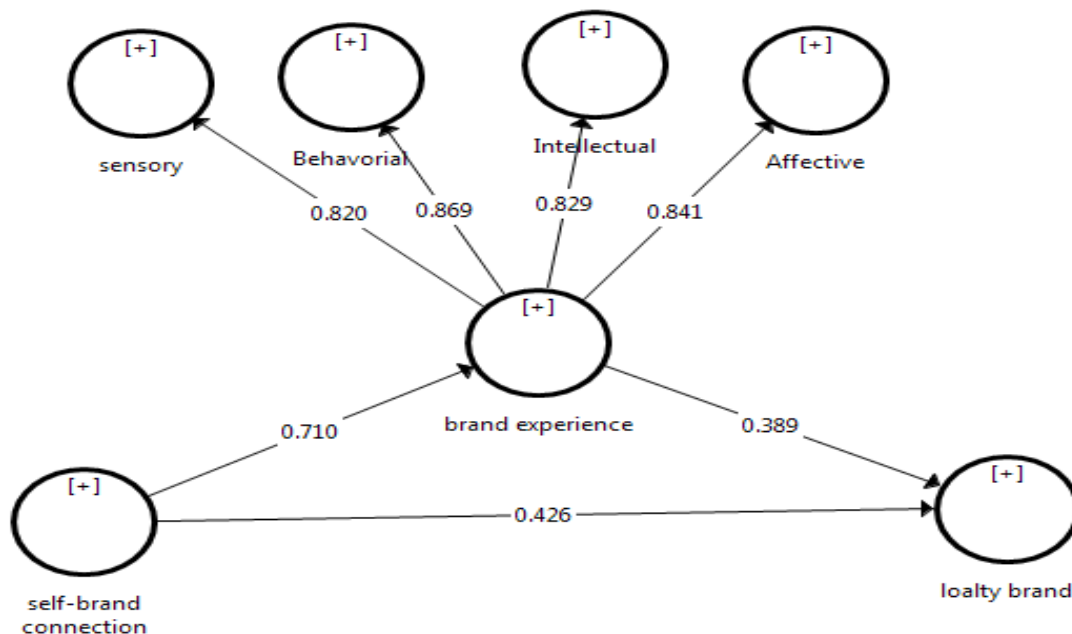 [+]
[+]
[+]
[+]
sensory
Behavorial
Intellectual
Affective
0.820
0.869
0.829
0.841
[+]
brand experience
0.710
0.389
[+]
[+]
0.426
self-brand
connection
loalty brand